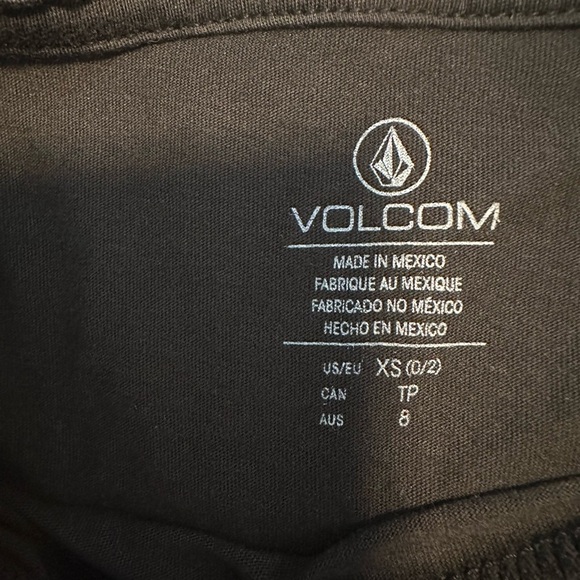 VOLCOM
MADE IN MEXICO
FABRIQUE AU MEXIQUE
FABRICADO NO MÉXICO
HECHO EN MEXICO
US/EU XS (0/2)
CAN TP
AUS 8